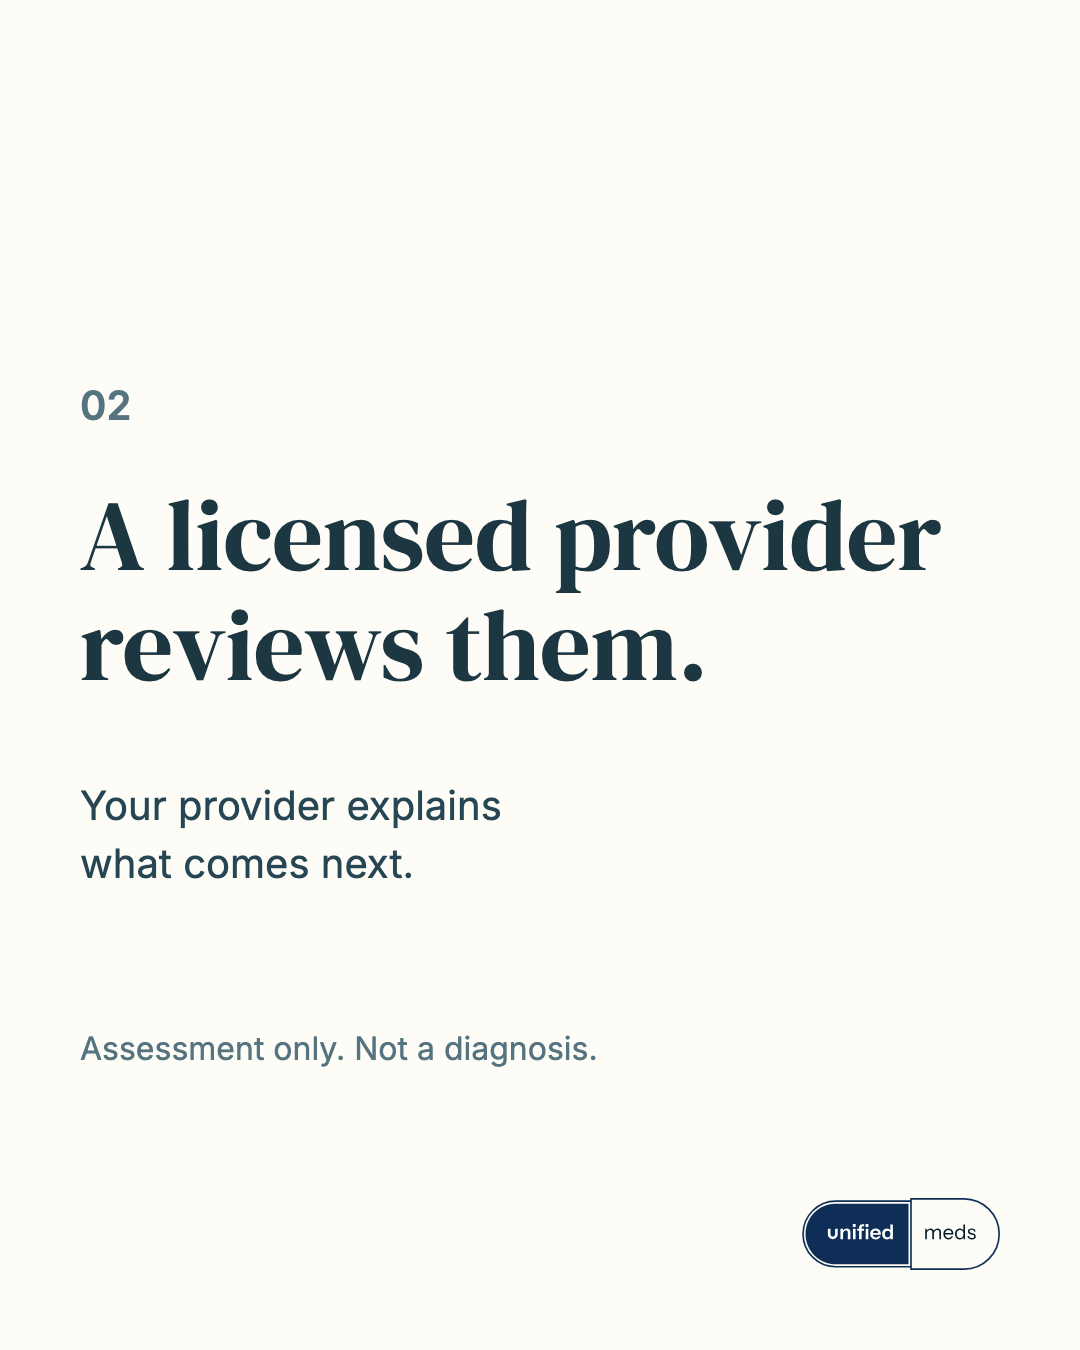 02
A licensed provider
reviews them.
Your provider explains
what comes next.
Assessment only. Not a diagnosis.
unified meds